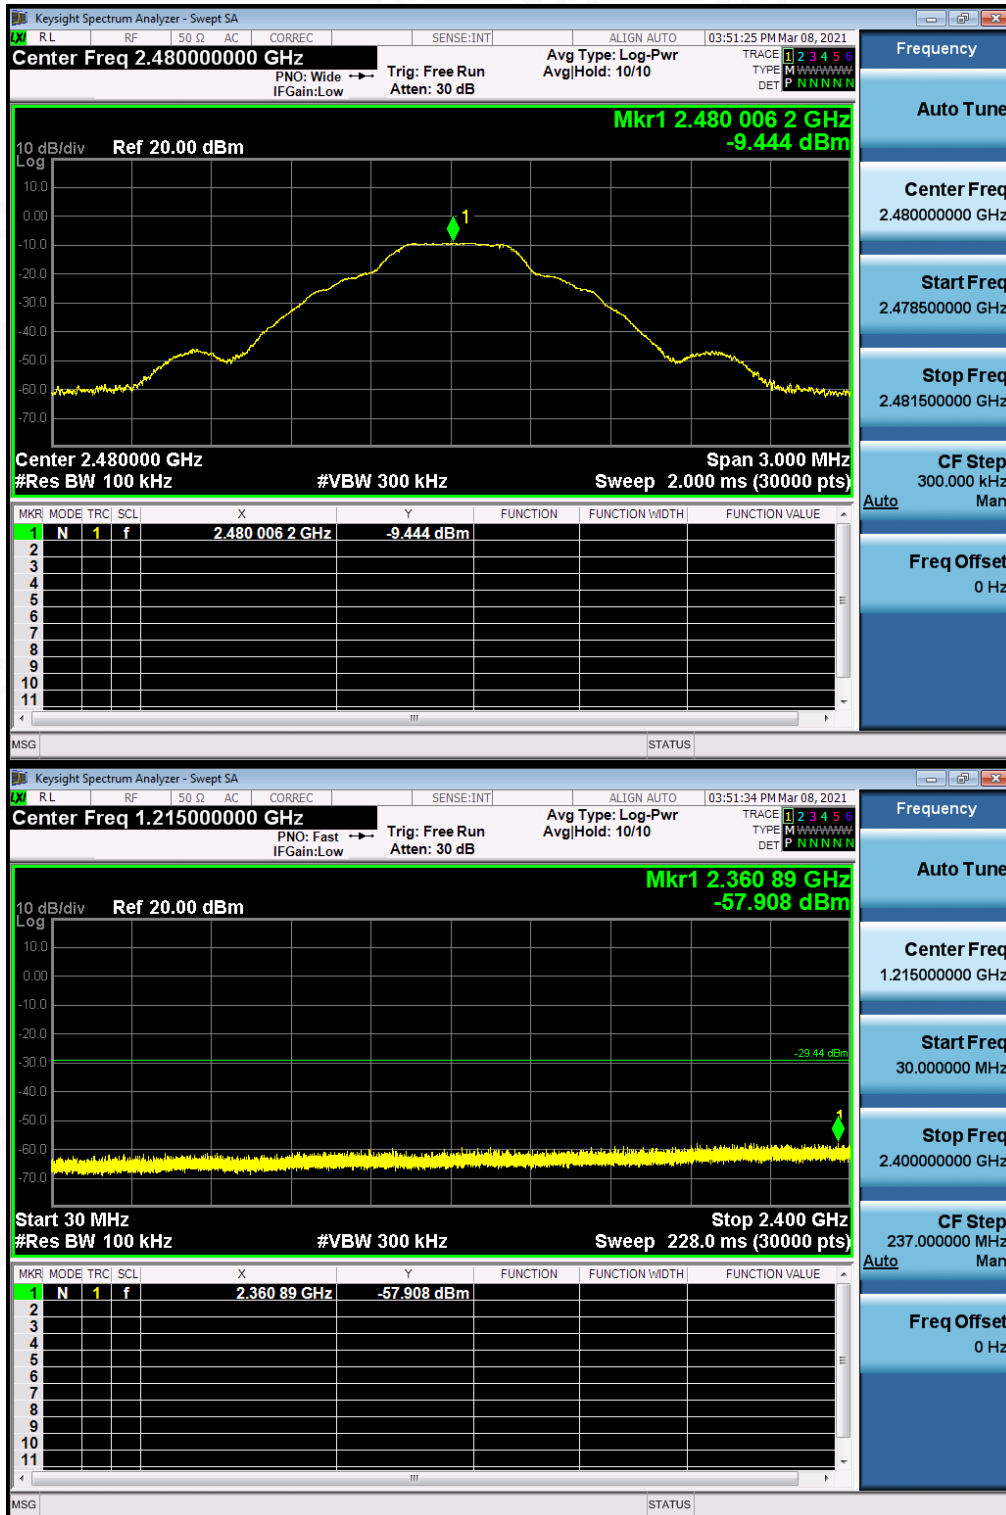 Keysight Spectrum Analyzer - Swept SA
LXI RL RF 50 Ω AC CORREC SENSE:INT ALIGN AUTO 03:51:25 PM Mar 08, 2021
Center Freq 2.480000000 GHz
PNO: Wide
IFGain:Low
Trig: Free Run
Atten: 30 dB
Avg Type: Log-Pwr
Avg|Hold: 10/10
TRACE 1 2 3 4 5 6
TYPE M WWWWW
DET P N N N N N
Mkr1 2.480 006 2 GHz
-9.444 dBm
10 dB/div Ref 20.00 dBm
Log
10.0
0.00
-10.0
-20.0
-30.0
-40.0
-50.0
-60.0
-70.0
1
Center 2.480000 GHz Span 3.000 MHz
#Res BW 100 kHz #VBW 300 kHz Sweep 2.000 ms (30000 pts)
MKR MODE TRC SCL X Y FUNCTION FUNCTION WIDTH FUNCTION VALUE
1 N 1 f 2.480 006 2 GHz -9.444 dBm
2
3
4
5
6
7
8
9
10
11
MSG STATUS
Frequency
Auto Tune
Center Freq
2.480000000 GHz
Start Freq
2.478500000 GHz
Stop Freq
2.481500000 GHz
CF Step
300.000 kHz
Auto Man
Freq Offset
0 Hz
Keysight Spectrum Analyzer - Swept SA
LXI RL RF 50 Ω AC CORREC SENSE:INT ALIGN AUTO 03:51:34 PM Mar 08, 2021
Center Freq 1.215000000 GHz
PNO: Fast
IFGain:Low
Trig: Free Run
Atten: 30 dB
Avg Type: Log-Pwr
Avg|Hold: 10/10
TRACE 1 2 3 4 5 6
TYPE M WWWWW
DET P N N N N N
Mkr1 2.360 89 GHz
-57.908 dBm
10 dB/div Ref 20.00 dBm
Log
10.0
0.00
-10.0
-20.0
-30.0
-40.0
-50.0
-60.0
-70.0
-29.44 dBm
1
Start 30 MHz Stop 2.400 GHz
#Res BW 100 kHz #VBW 300 kHz Sweep 228.0 ms (30000 pts)
MKR MODE TRC SCL X Y FUNCTION FUNCTION WIDTH FUNCTION VALUE
1 N 1 f 2.360 89 GHz -57.908 dBm
2
3
4
5
6
7
8
9
10
11
MSG STATUS
Frequency
Auto Tune
Center Freq
1.215000000 GHz
Start Freq
30.000000 MHz
Stop Freq
2.400000000 GHz
CF Step
237.000000 MHz
Auto Man
Freq Offset
0 Hz